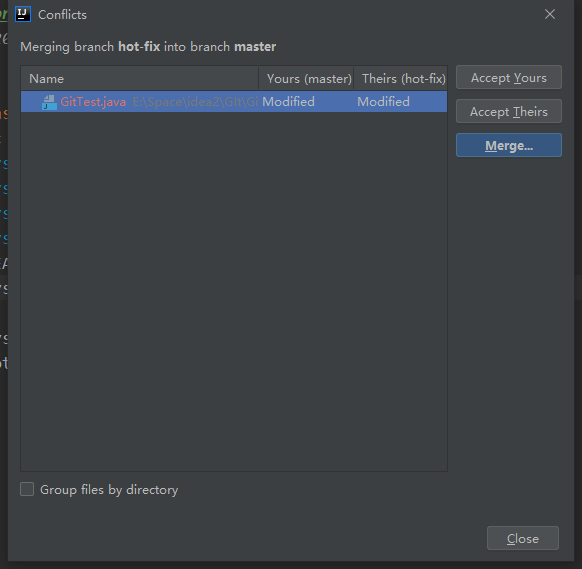 Conflicts
Merging branch hot-fix into branch master
Name Yours (master) Theirs (hot-fix)
GitTest.java E:\Space\idea2\Git\Gi Modified Modified
Accept Yours
Accept Theirs
Merge...
Group files by directory
Close